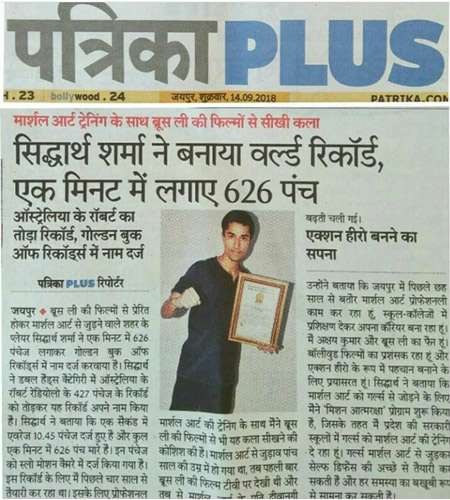 पत्रिका PLUS
H . 23 bollywood . 24 जयपुर, शुक्रवार, 14.09.2018 PATRIKA.COM
मार्शल आर्ट ट्रेनिंग के साथ ब्रूस ली की फिल्मों से सीखी कला
सिद्धार्थ शर्मा ने बनाया वर्ल्ड रिकॉर्ड,
एक मिनट में लगाए 626 पंच
ऑस्ट्रेलिया के रॉबर्ट का
तोड़ा रिकॉर्ड, गोल्डन बुक
ऑफ रिकॉर्ड्स में नाम दर्ज
पत्रिका PLUS रिपोर्टर
जयपुर ब्रूस ली की फिल्मों से प्रेरित
होकर मार्शल आर्ट से जुड़ने वाले शहर के
प्लेयर सिद्धार्थ शर्मा ने एक मिनट में 626
पंचेज लगाकर गोल्डन बुक ऑफ
रिकॉर्ड्स में नाम दर्ज करवाया है। सिद्धार्थ
ने डबल हैंड्स कैटेगिरी में ऑस्ट्रेलिया के
रॉबर्ट रेडियोलो के 427 पंचेज के रिकॉर्ड
को तोड़कर यह रिकॉर्ड अपने नाम किया
है। सिद्धार्थ ने बताया कि एक सैकंड में
एवरेज 10.45 पंचेज दर्ज हुए है और कुल
एक मिनट में 626 पंच मारे हैं। इन पंचेज
को स्लो मोशन कैमरे में दर्ज किया गया है।
इस रिकॉर्ड के लिए मैं पिछले चार साल से
तैयारी कर रहा था। इसके लिए प्रोफेशनल
मार्शल आर्ट की ट्रेनिंग के साथ मैंने ब्रूस
ली की फिल्मों से भी यह कला सीखने की
कोशिश की है। मार्शल आर्ट से जुड़ाव पांच
साल की उम्र में हो गया था, तब पहली बार
ब्रूस ली की फिल्म टीवी पर देखी थी और
तब से मार्शल आर्ट के प्रति दीवानगी
बढ़ती चली गई।
एक्शन हीरो बनने का
सपना
उन्होंने बताया कि जयपुर में पिछले छह
साल से बतौर मार्शल आर्ट प्रोफेशनली
काम कर रहा हूं, स्कूल-कॉलेजों में
प्रशिक्षण देकर अपना कॅरियर बना रहा हूं।
मैं अक्षय कुमार और ब्रूस ली का फैन हूं।
बॉलीवुड फिल्मों का प्रशंसक रहा हूं और
एक्शन हीरो के रूप में पहचान बनाने के
लिए प्रयासरत हूं। सिद्धार्थ ने बताया कि
मार्शल आर्ट को गर्ल्स से जोड़ने के लिए
मैंने 'मिशन आत्मरक्षा' प्रोग्राम शुरू किया
है, जिसके तहत मैं प्रदेश की सरकारी
स्कूलों में गर्ल्स को मार्शल आर्ट की ट्रेनिंग
दे रहा हूं। गर्ल्स मार्शल आर्ट से जुड़कर
सेल्फ डिफेंस की अच्छे से तैयारी कर
सकती हैं और हर समस्या का बखूबी रूप
से सामना कर सकती हैं।